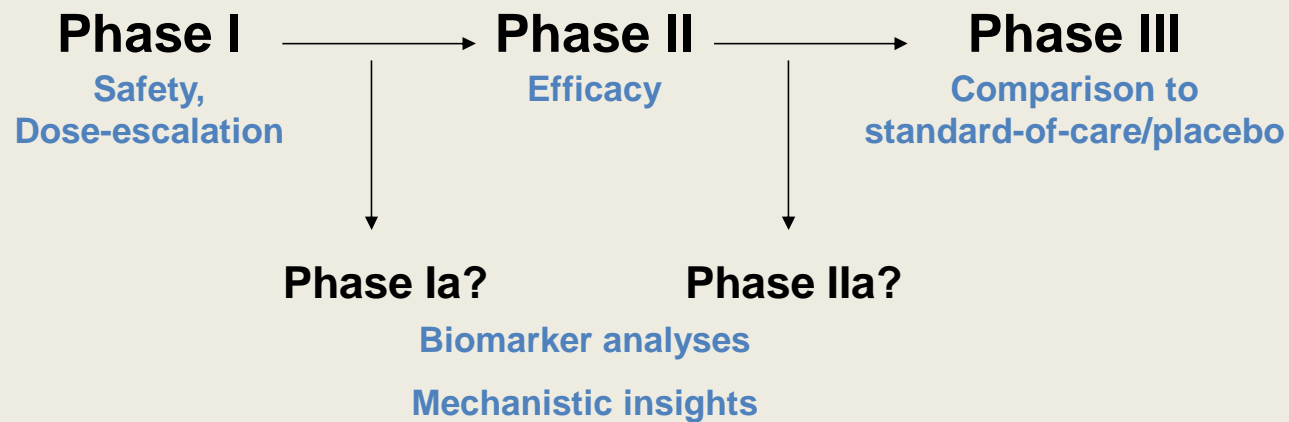 Phase I
Phase II
Phase III
Safety,
Dose-escalation
Efficacy
Comparison to
standard-of-care/placebo
Phase Ia?
Phase IIa?
Biomarker analyses
Mechanistic insights